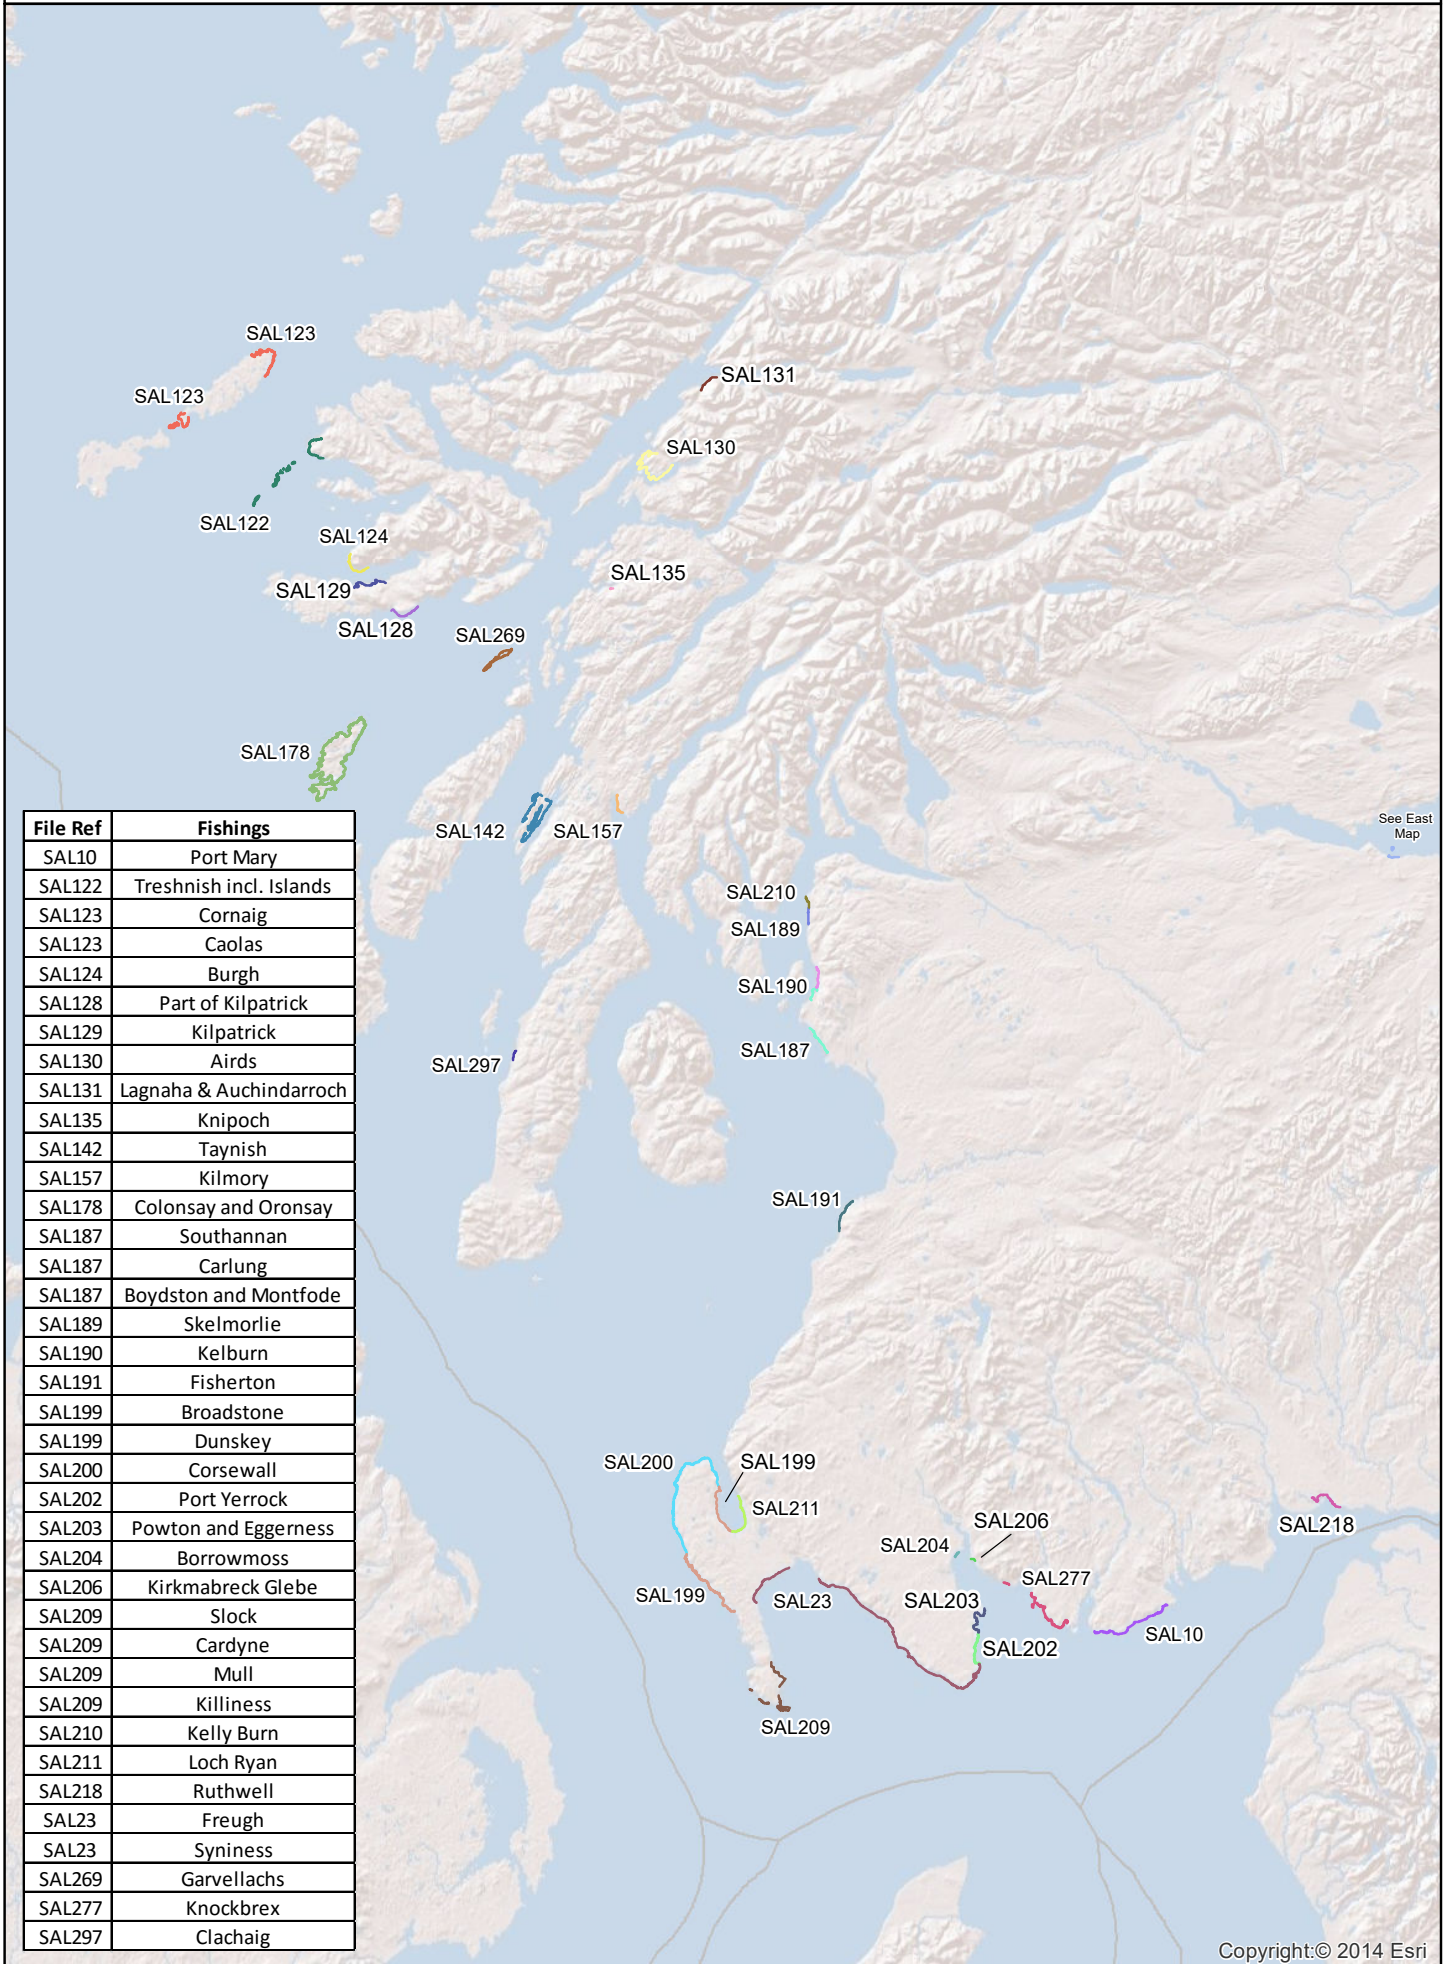 SAL123
SAL123
SAL131
SAL130
SAL122
SAL124
SAL135
SAL129
SAL128
SAL269
SAL178
SAL142
SAL157
See East
Map
SAL210
SAL189
SAL190
SAL187
SAL297
SAL191
SAL200
SAL199
SAL211
SAL206
SAL218
SAL204
SAL277
SAL199
SAL23
SAL203
SAL10
SAL202
SAL209
File Ref Fishings
SAL10 Port Mary
SAL122 Treshnish incl. Islands
SAL123 Cornaig
SAL123 Caolas
SAL124 Burgh
SAL128 Part of Kilpatrick
SAL129 Kilpatrick
SAL130 Airds
SAL131 Lagnaha & Auchindarroch
SAL135 Knipoch
SAL142 Taynish
SAL157 Kilmory
SAL178 Colonsay and Oronsay
SAL187 Southannan
SAL187 Carlung
SAL187 Boydston and Montfode
SAL189 Skelmorlie
SAL190 Kelburn
SAL191 Fisherton
SAL199 Broadstone
SAL199 Dunskey
SAL200 Corsewall
SAL202 Port Yerrock
SAL203 Powton and Eggerness
SAL204 Borrowmoss
SAL206 Kirkmabreck Glebe
SAL209 Slock
SAL209 Cardyne
SAL209 Mull
SAL209 Killiness
SAL210 Kelly Burn
SAL211 Loch Ryan
SAL218 Ruthwell
SAL23 Freugh
SAL23 Syniness
SAL269 Garvellachs
SAL277 Knockbrex
SAL297 Clachaig
Copyright:© 2014 Esri